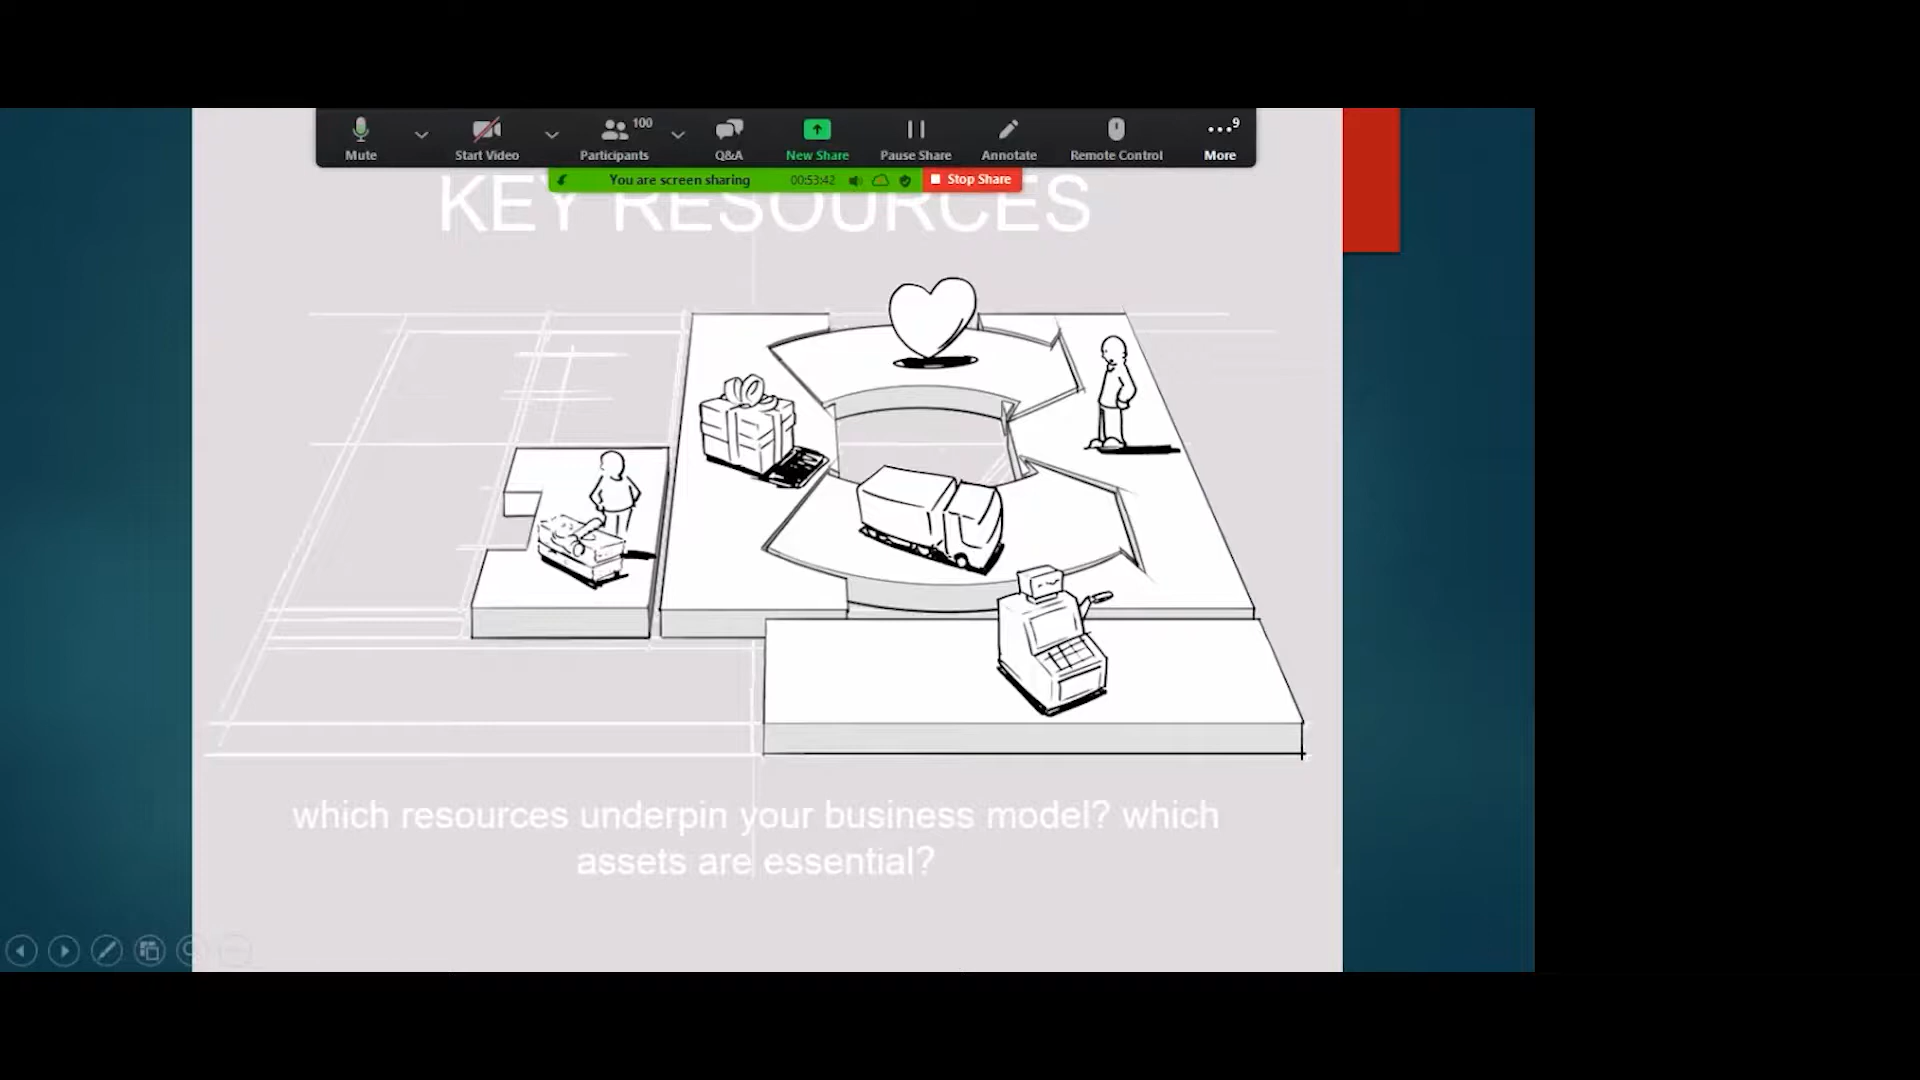 100
9
Mute
Start Video
Participants
Q&A
New Share
Pause Share
Annotate
Remote Control
More
You are screen sharing
00:53:42
Stop Share
KEY RESOURCES
which resources underpin your business model? which
assets are essential?